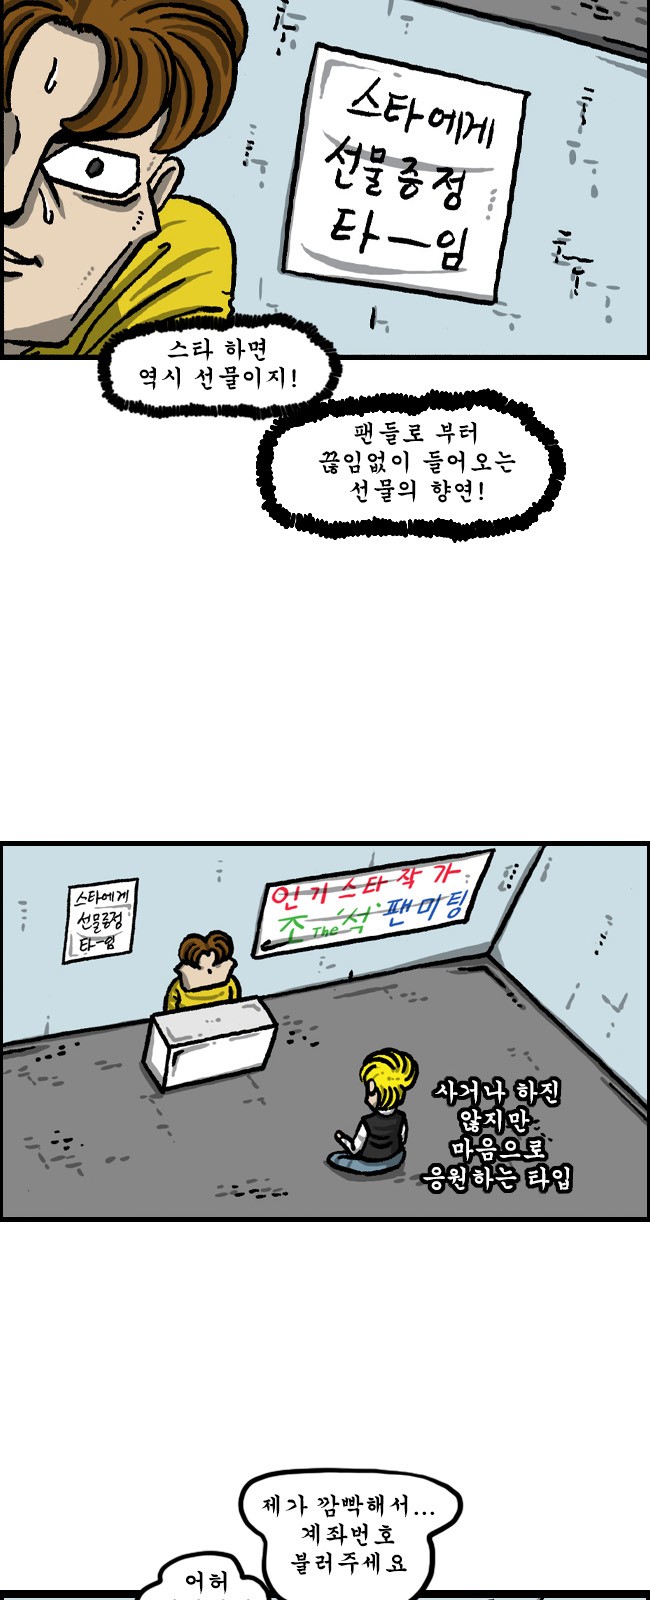 스타에게
선물증정
타—임
스타 하면
역시 선물이지!
팬들로 부터
끊임없이 들어오는
선물의 향연!
스타에게
선물증정
타—임
인기스타작가
조'The'석 팬미팅
사거나 하진
않지만
마음으로
응원하는 타입
제가 깜빡해서...
계좌번호
불러주세요
어허